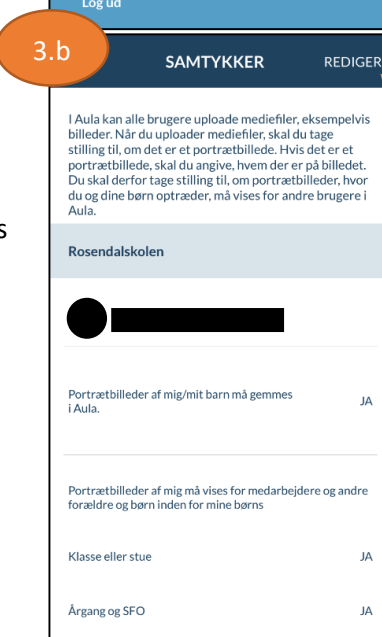 Log ud
3.b
SAMTYKKER
REDIGER
I Aula kan alle brugere uploade mediefiler, eksempelvis
billeder. Når du uploader mediefiler, skal du tage
stilling til, om det er et portrætbillede. Hvis det er et
portrætbillede, skal du angive, hvem der er på billedet.
Du skal derfor tage stilling til, om portrætbilleder, hvor
du og dine børn optræder, må vises for andre brugere i
Aula.
s
Rosendalskolen
Portrætbilleder af mig/mit barn må gemmes
i Aula.
JA
Portrætbilleder af mig må vises for medarbejdere og andre
forældre og børn inden for mine børns
Klasse eller stue
JA
Årgang og SFO
JA